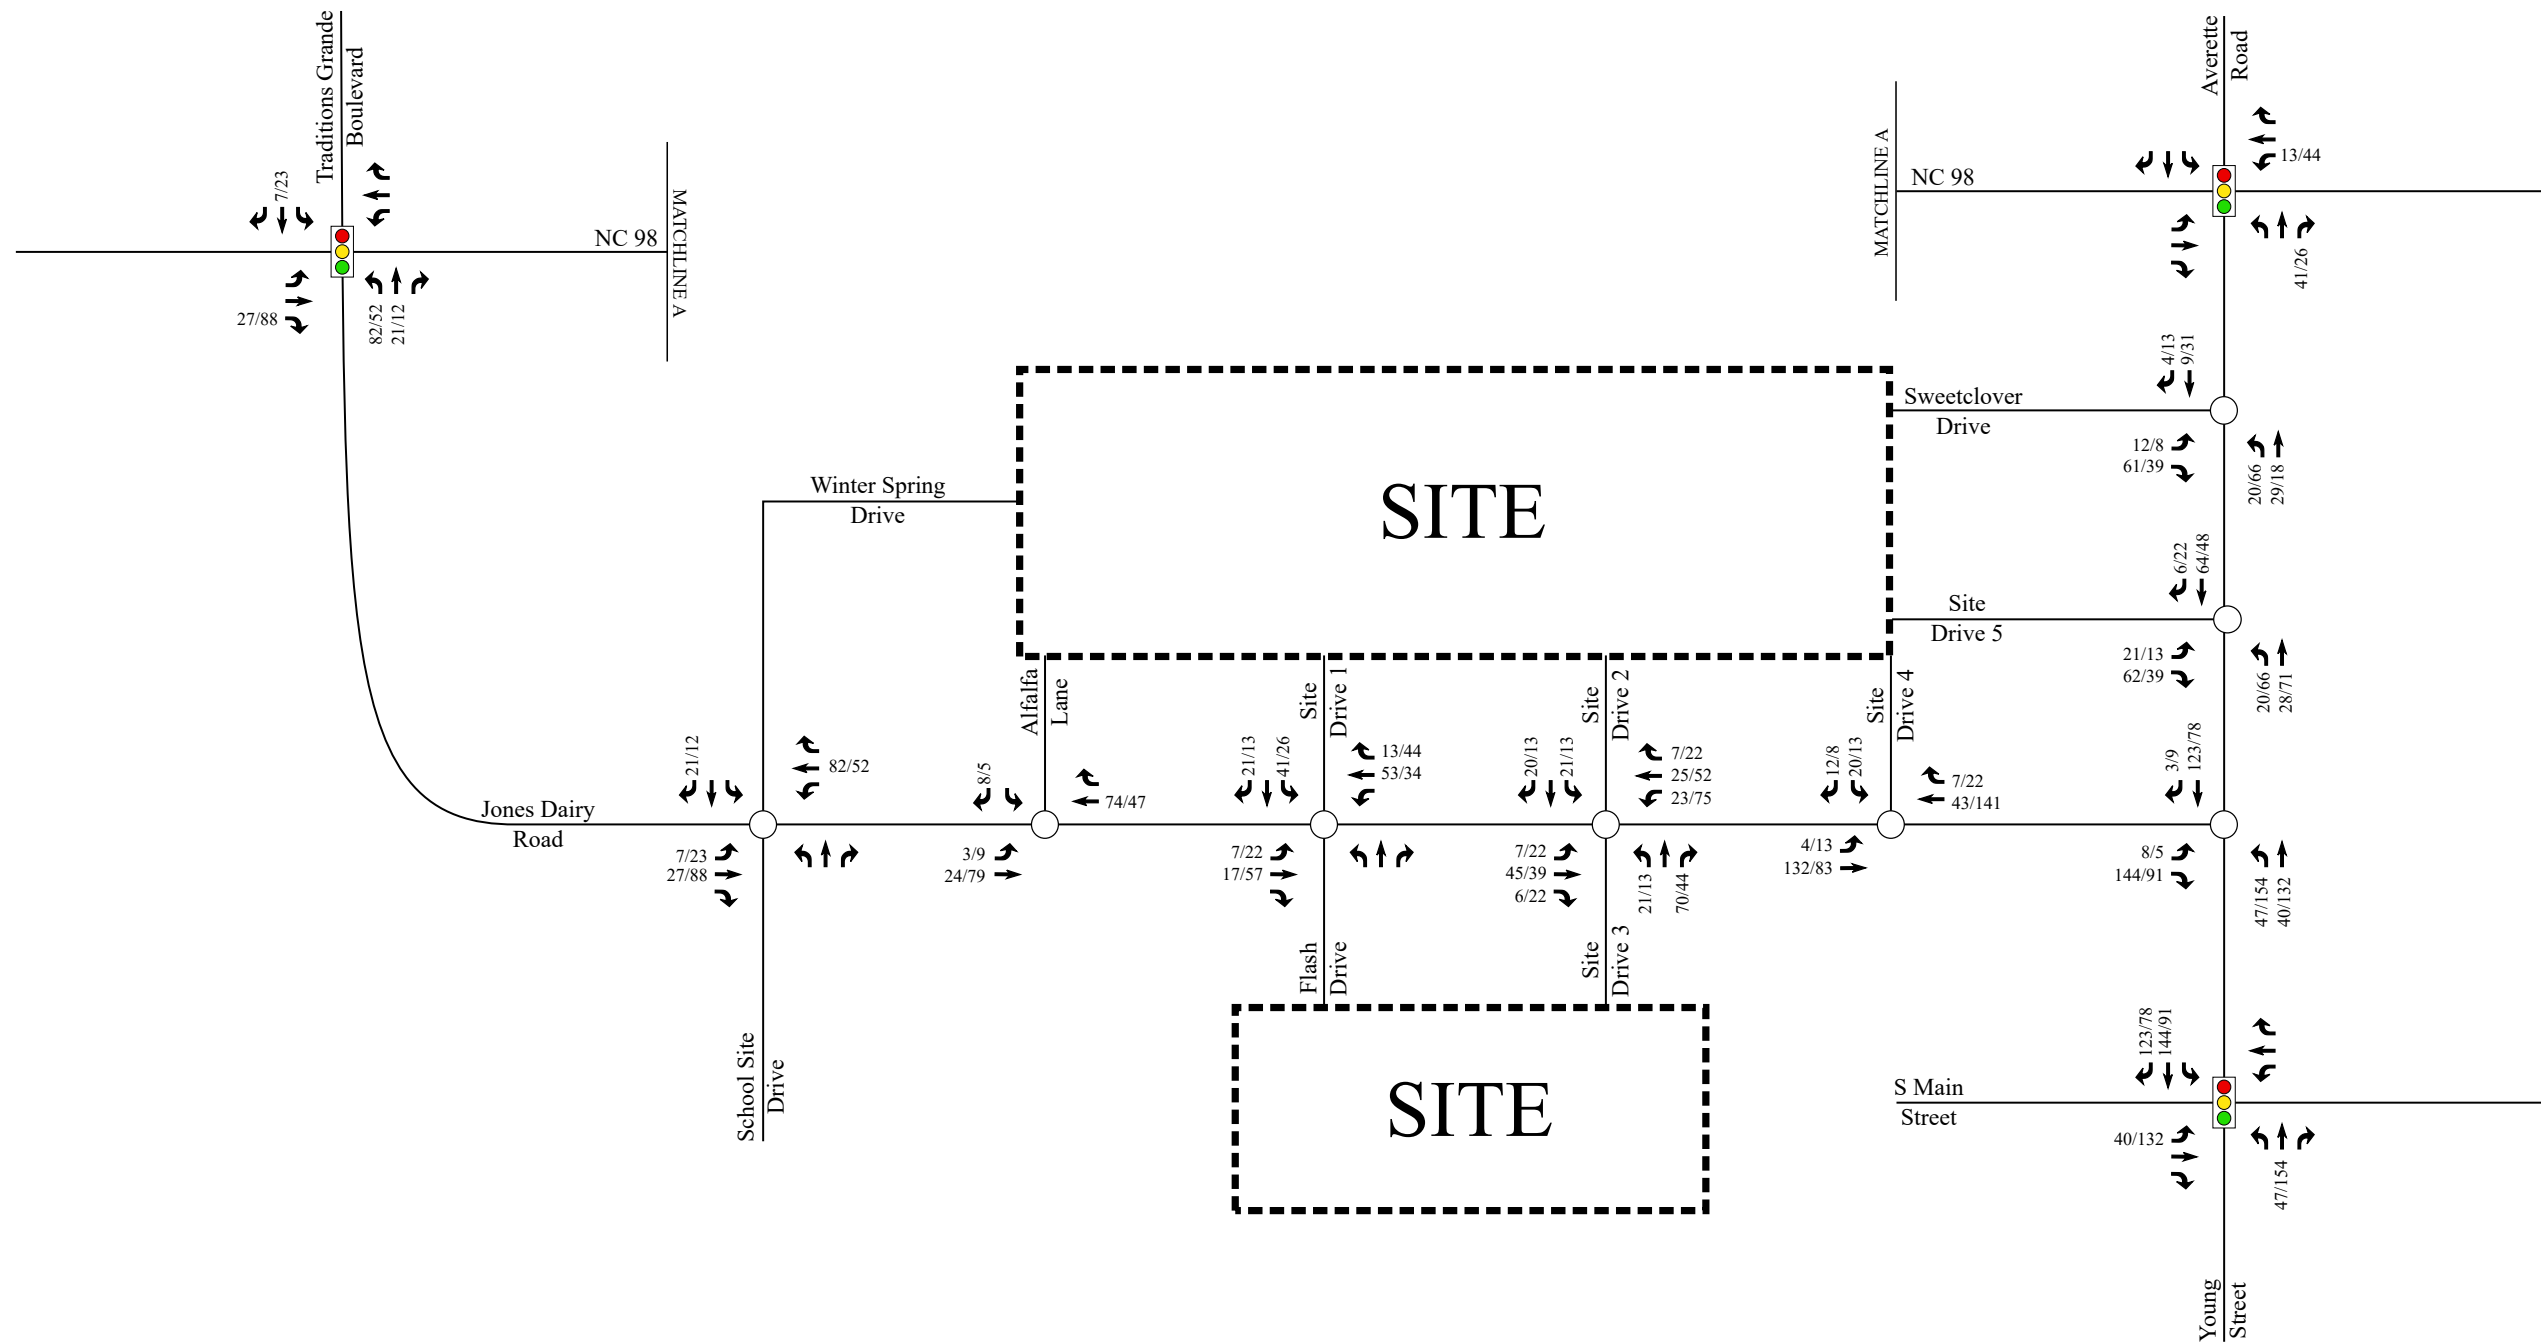 Traditions Grande
Boulevard
7/23
27/88
82/52
21/12
NC 98
MATCHLINE A
MATCHLINE A
NC 98
Averette
Road
13/44
41/26
4/13
9/31
Sweetclover
Drive
12/8
61/39
20/66
29/18
Winter Spring
Drive
SITE
6/22
64/48
Site
Drive 5
21/13
62/39
20/66
28/71
Jones Dairy
Road
21/12
82/52
7/23
27/88
School Site
Drive
Alfalfa
Lane
8/5
74/47
3/9
24/79
Site
Drive 1
21/13
41/26
13/44
53/34
7/22
17/57
Flash
Drive
Site
Drive 2
20/13
21/13
7/22
25/52
23/75
7/22
45/39
6/22
21/13
70/44
Site
Drive 3
Site
Drive 4
12/8
20/13
7/22
43/141
4/13
132/83
3/9
123/78
8/5
144/91
47/154
40/132
SITE
S Main
Street
123/78
144/91
40/132
47/154
Young
Street